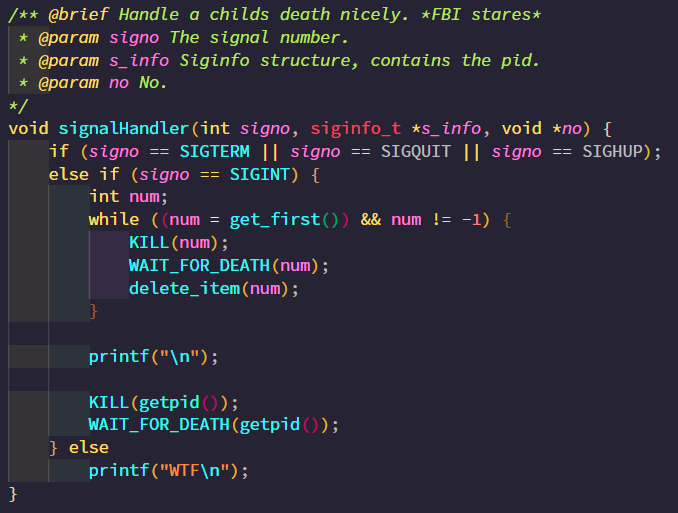 /** @brief Handle a childs death nicely. *FBI stares*
 * @param signo The signal number.
 * @param s_info Siginfo structure, contains the pid.
 * @param no No.
*/
void signalHandler(int signo, siginfo_t *s_info, void *no) {
    if (signo == SIGTERM || signo == SIGQUIT || signo == SIGHUP);
    else if (signo == SIGINT) {
        int num;
        while ((num = get_first()) && num != -1) {
            KILL(num);
            WAIT_FOR_DEATH(num);
            delete_item(num);
        }

        printf("\n");

        KILL(getpid());
        WAIT_FOR_DEATH(getpid());
    } else
        printf("WTF\n");
}